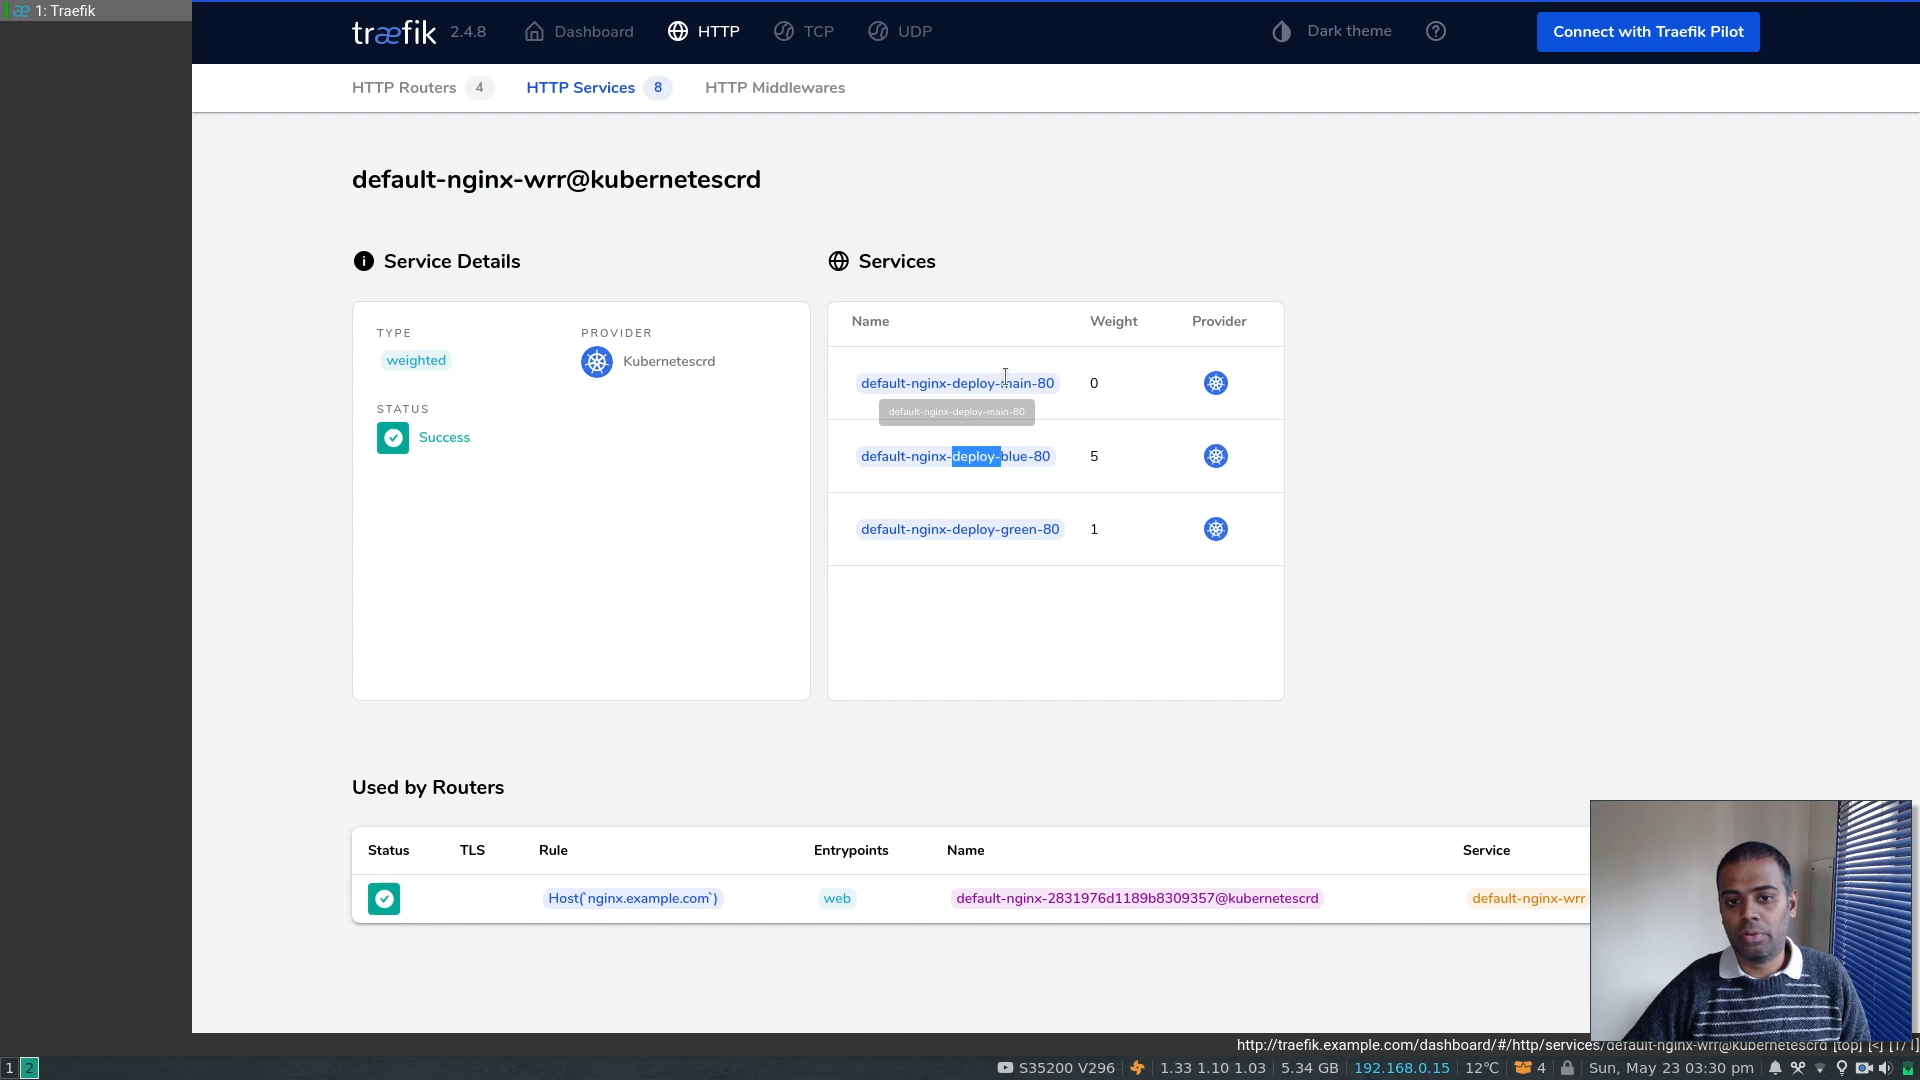 1: Traefik
træfik 2.4.8 Dashboard HTTP TCP UDP Dark theme Connect with Traefik Pilot
HTTP Routers 4 HTTP Services 8 HTTP Middlewares
default-nginx-wrr@kubernetescrd
Service Details
TYPE PROVIDER
weighted Kubernetescrd
STATUS
Success
Services
Name Weight Provider
default-nginx-deploy-main-80 0
default-nginx-deploy-main-80
default-nginx-deploy-blue-80 5
default-nginx-deploy-green-80 1
Used by Routers
Status TLS Rule Entrypoints Name Service
Host(`nginx.example.com`) web default-nginx-2831976d1189b8309357@kubernetescrd default-nginx-wrr
http://traefik.example.com/dashboard/#/http/services/default-nginx-wrr@kubernetescrd [top] [<] [1/1]
1 2 S35200 V296 1.33 1.10 1.03 5.34 GB 192.168.0.15 12°C 4 Sun, May 23 03:30 pm